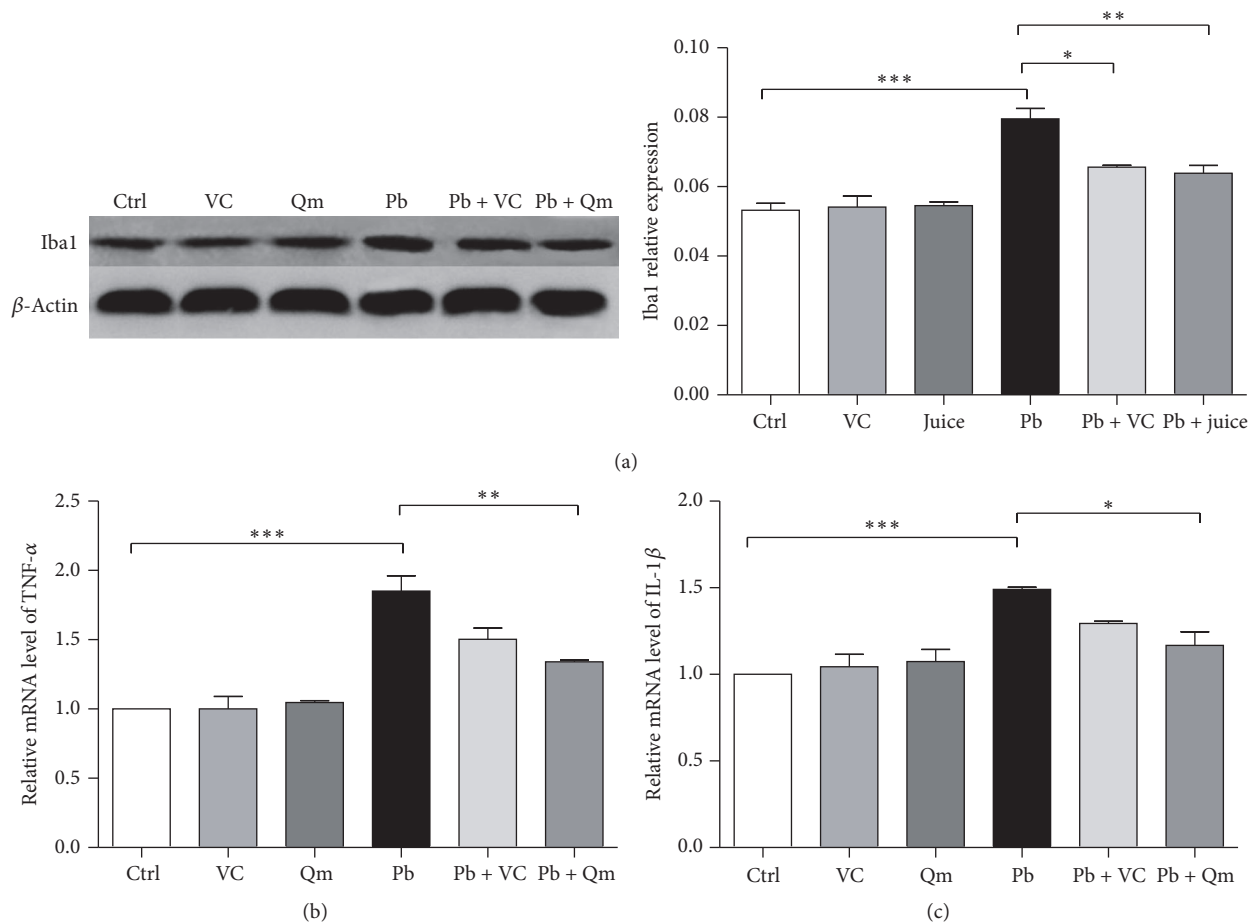 Ctrl VC Qm Pb Pb + VC Pb + Qm
Iba1
β-Actin
Iba1 relative expression
0.10
0.08
0.06
0.04
0.02
0.00
***
*
**
Ctrl VC Juice Pb Pb + VC Pb + juice
(a)
Relative mRNA level of TNF-α
2.5
2.0
1.5
1.0
0.5
0.0
***
**
Ctrl VC Qm Pb Pb + VC Pb + Qm
(b)
Relative mRNA level of IL-1β
2.0
1.5
1.0
0.5
0.0
***
*
Ctrl VC Qm Pb Pb + VC Pb + Qm
(c)